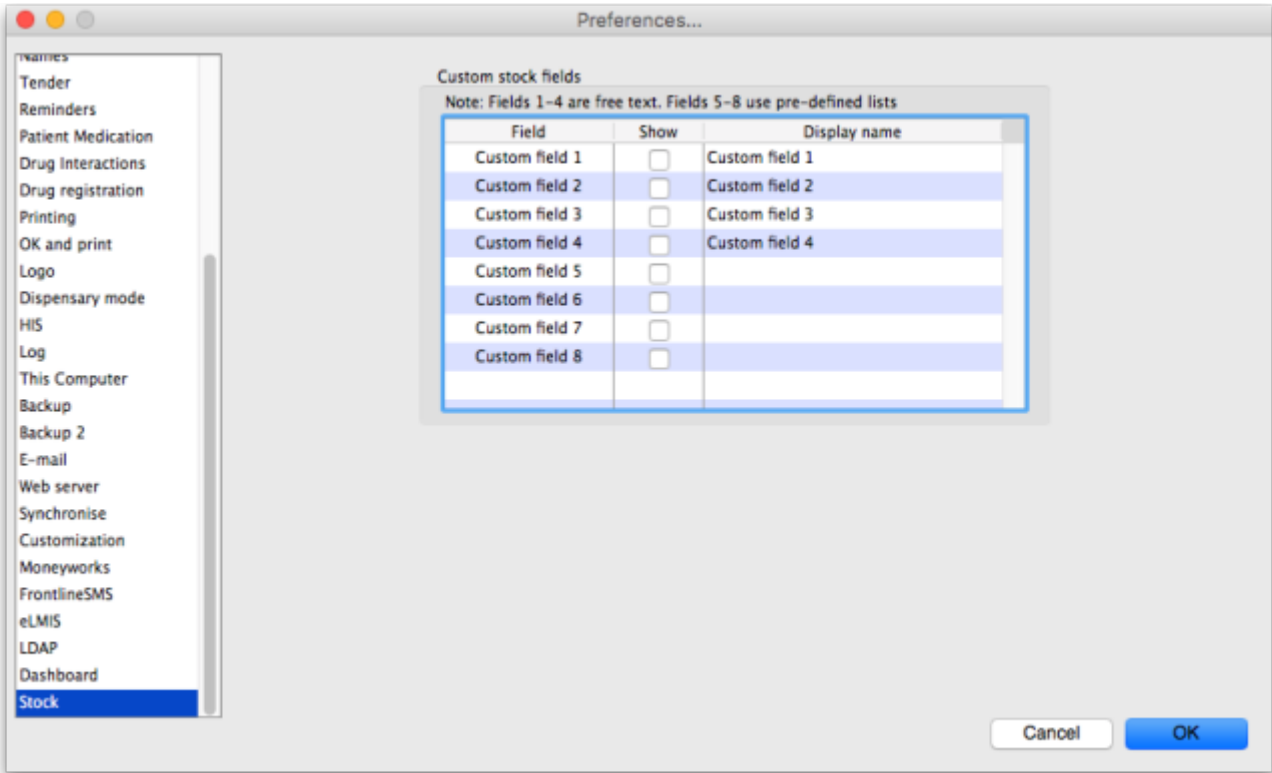 Preferences...
Names
Tender
Reminders
Patient Medication
Drug Interactions
Drug registration
Printing
OK and print
Logo
Dispensary mode
HIS
Log
This Computer
Backup
Backup 2
E-mail
Web server
Synchronise
Customization
Moneyworks
FrontlineSMS
eLMIS
LDAP
Dashboard
Stock
Custom stock fields
Note: Fields 1-4 are free text. Fields 5-8 use pre-defined lists
Field Show Display name
Custom field 1 Custom field 1
Custom field 2 Custom field 2
Custom field 3 Custom field 3
Custom field 4 Custom field 4
Custom field 5
Custom field 6
Custom field 7
Custom field 8
Cancel OK